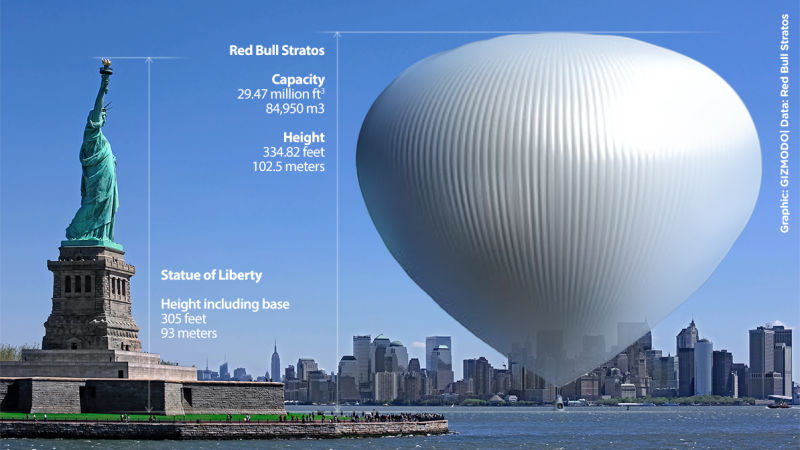 Red Bull Stratos
Capacity
29.47 million ft³
84,950 m3
Height
334.82 feet
102.5 meters
Statue of Liberty
Height including base
305 feet
93 meters
Graphic: GIZMODO| Data: Red Bull Stratos